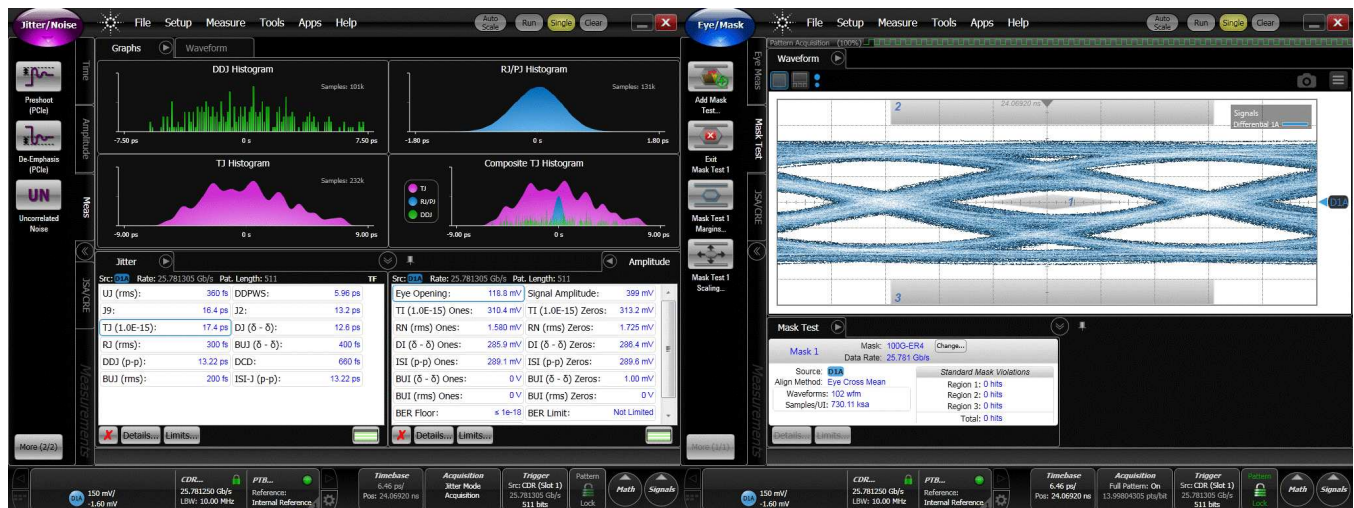 Jitter/Noise
File Setup Measure Tools Apps Help
Auto Scale
Run Single Clear
Graphs Waveform
Time
Amplitude
Meas
JSA/CRE
Measurements
Preshoot (PCIe)
De-Emphasis (PCIe)
UN
Uncorrelated Noise
More (2/2)
DDJ Histogram
Samples: 101k
-7.50 ps 0 s 7.50 ps
RJ/PJ Histogram
Samples: 131k
-1.80 ps 0 s 1.80 ps
TJ Histogram
Samples: 232k
-9.00 ps 0 s 9.00 ps
Composite TJ Histogram
TJ
RJ/PJ
DDJ
-9.00 ps 0 s 9.00 ps
Jitter
Amplitude
Src: D1A Rate: 25.781305 Gb/s Pat. Length: 511 TF
UJ (rms): 360 fs DDPWS: 5.96 ps
J9: 16.4 ps J2: 13.2 ps
TJ (1.0E-15): 17.4 ps DJ (δ - δ): 12.6 ps
RJ (rms): 300 fs BUJ (δ - δ): 400 fs
DDJ (p-p): 13.22 ps DCD: 660 fs
BUJ (rms): 200 fs ISI-J (p-p): 13.22 ps
Src: D1A Rate: 25.781305 Gb/s Pat. Length: 511
Eye Opening: 118.8 mV Signal Amplitude: 399 mV
TI (1.0E-15) Ones: 310.4 mV TI (1.0E-15) Zeros: 313.2 mV
RN (rms) Ones: 1.580 mV RN (rms) Zeros: 1.725 mV
DI (δ - δ) Ones: 285.9 mV DI (δ - δ) Zeros: 286.4 mV
ISI (p-p) Ones: 289.1 mV ISI (p-p) Zeros: 289.6 mV
BUI (δ - δ) Ones: 0 V BUI (δ - δ) Zeros: 1.00 mV
BUI (rms) Ones: 0 V BUI (rms) Zeros: 0 V
BER Floor: ≤ 1e-18 BER Limit: Not Limited
Details... Limits...
Details... Limits...
D1A 150 mV/
-1.60 mV
CDR...
25.781250 Gb/s
LBW: 10.00 MHz
PTB...
Reference:
Internal Reference
Timebase
6.46 ps/
Pos: 24.06920 ns
Acquisition
Jitter Mode
Acquisition
Trigger
Src: CDR (Slot 1)
25.781305 Gb/s
511 bits
Pattern
Lock
Math
Signals
Eye/Mask
File Setup Measure Tools Apps Help
Auto Scale
Run Single Clear
Pattern Acquisition (100%)
Waveform
Eye Meas
Mask Test
JSA/CRE
Measurements
Add Mask Test...
Exit Mask Test 1
Mask Test 1 Margins...
Mask Test 1 Scaling...
More (1/1)
24.06920 ns
2
1
3
Signals
Differential 1A
D1A
Mask Test
Mask 1
Mask: 100G-ER4 Change...
Data Rate: 25.781 Gb/s
Source: D1A
Align Method: Eye Cross Mean
Waveforms: 102 wfm
Samples/UI: 730.11 ksa
Standard Mask Violations
Region 1: 0 hits
Region 2: 0 hits
Region 3: 0 hits
Total: 0 hits
Details... Limits...
D1A 150 mV/
-1.60 mV
CDR...
25.781250 Gb/s
LBW: 10.00 MHz
PTB...
Reference:
Internal Reference
Timebase
6.46 ps/
Pos: 24.06920 ns
Acquisition
Full Pattern: On
13.99804305 pts/bit
Trigger
Src: CDR (Slot 1)
25.781305 Gb/s
511 bits
Pattern
Lock
Math
Signals